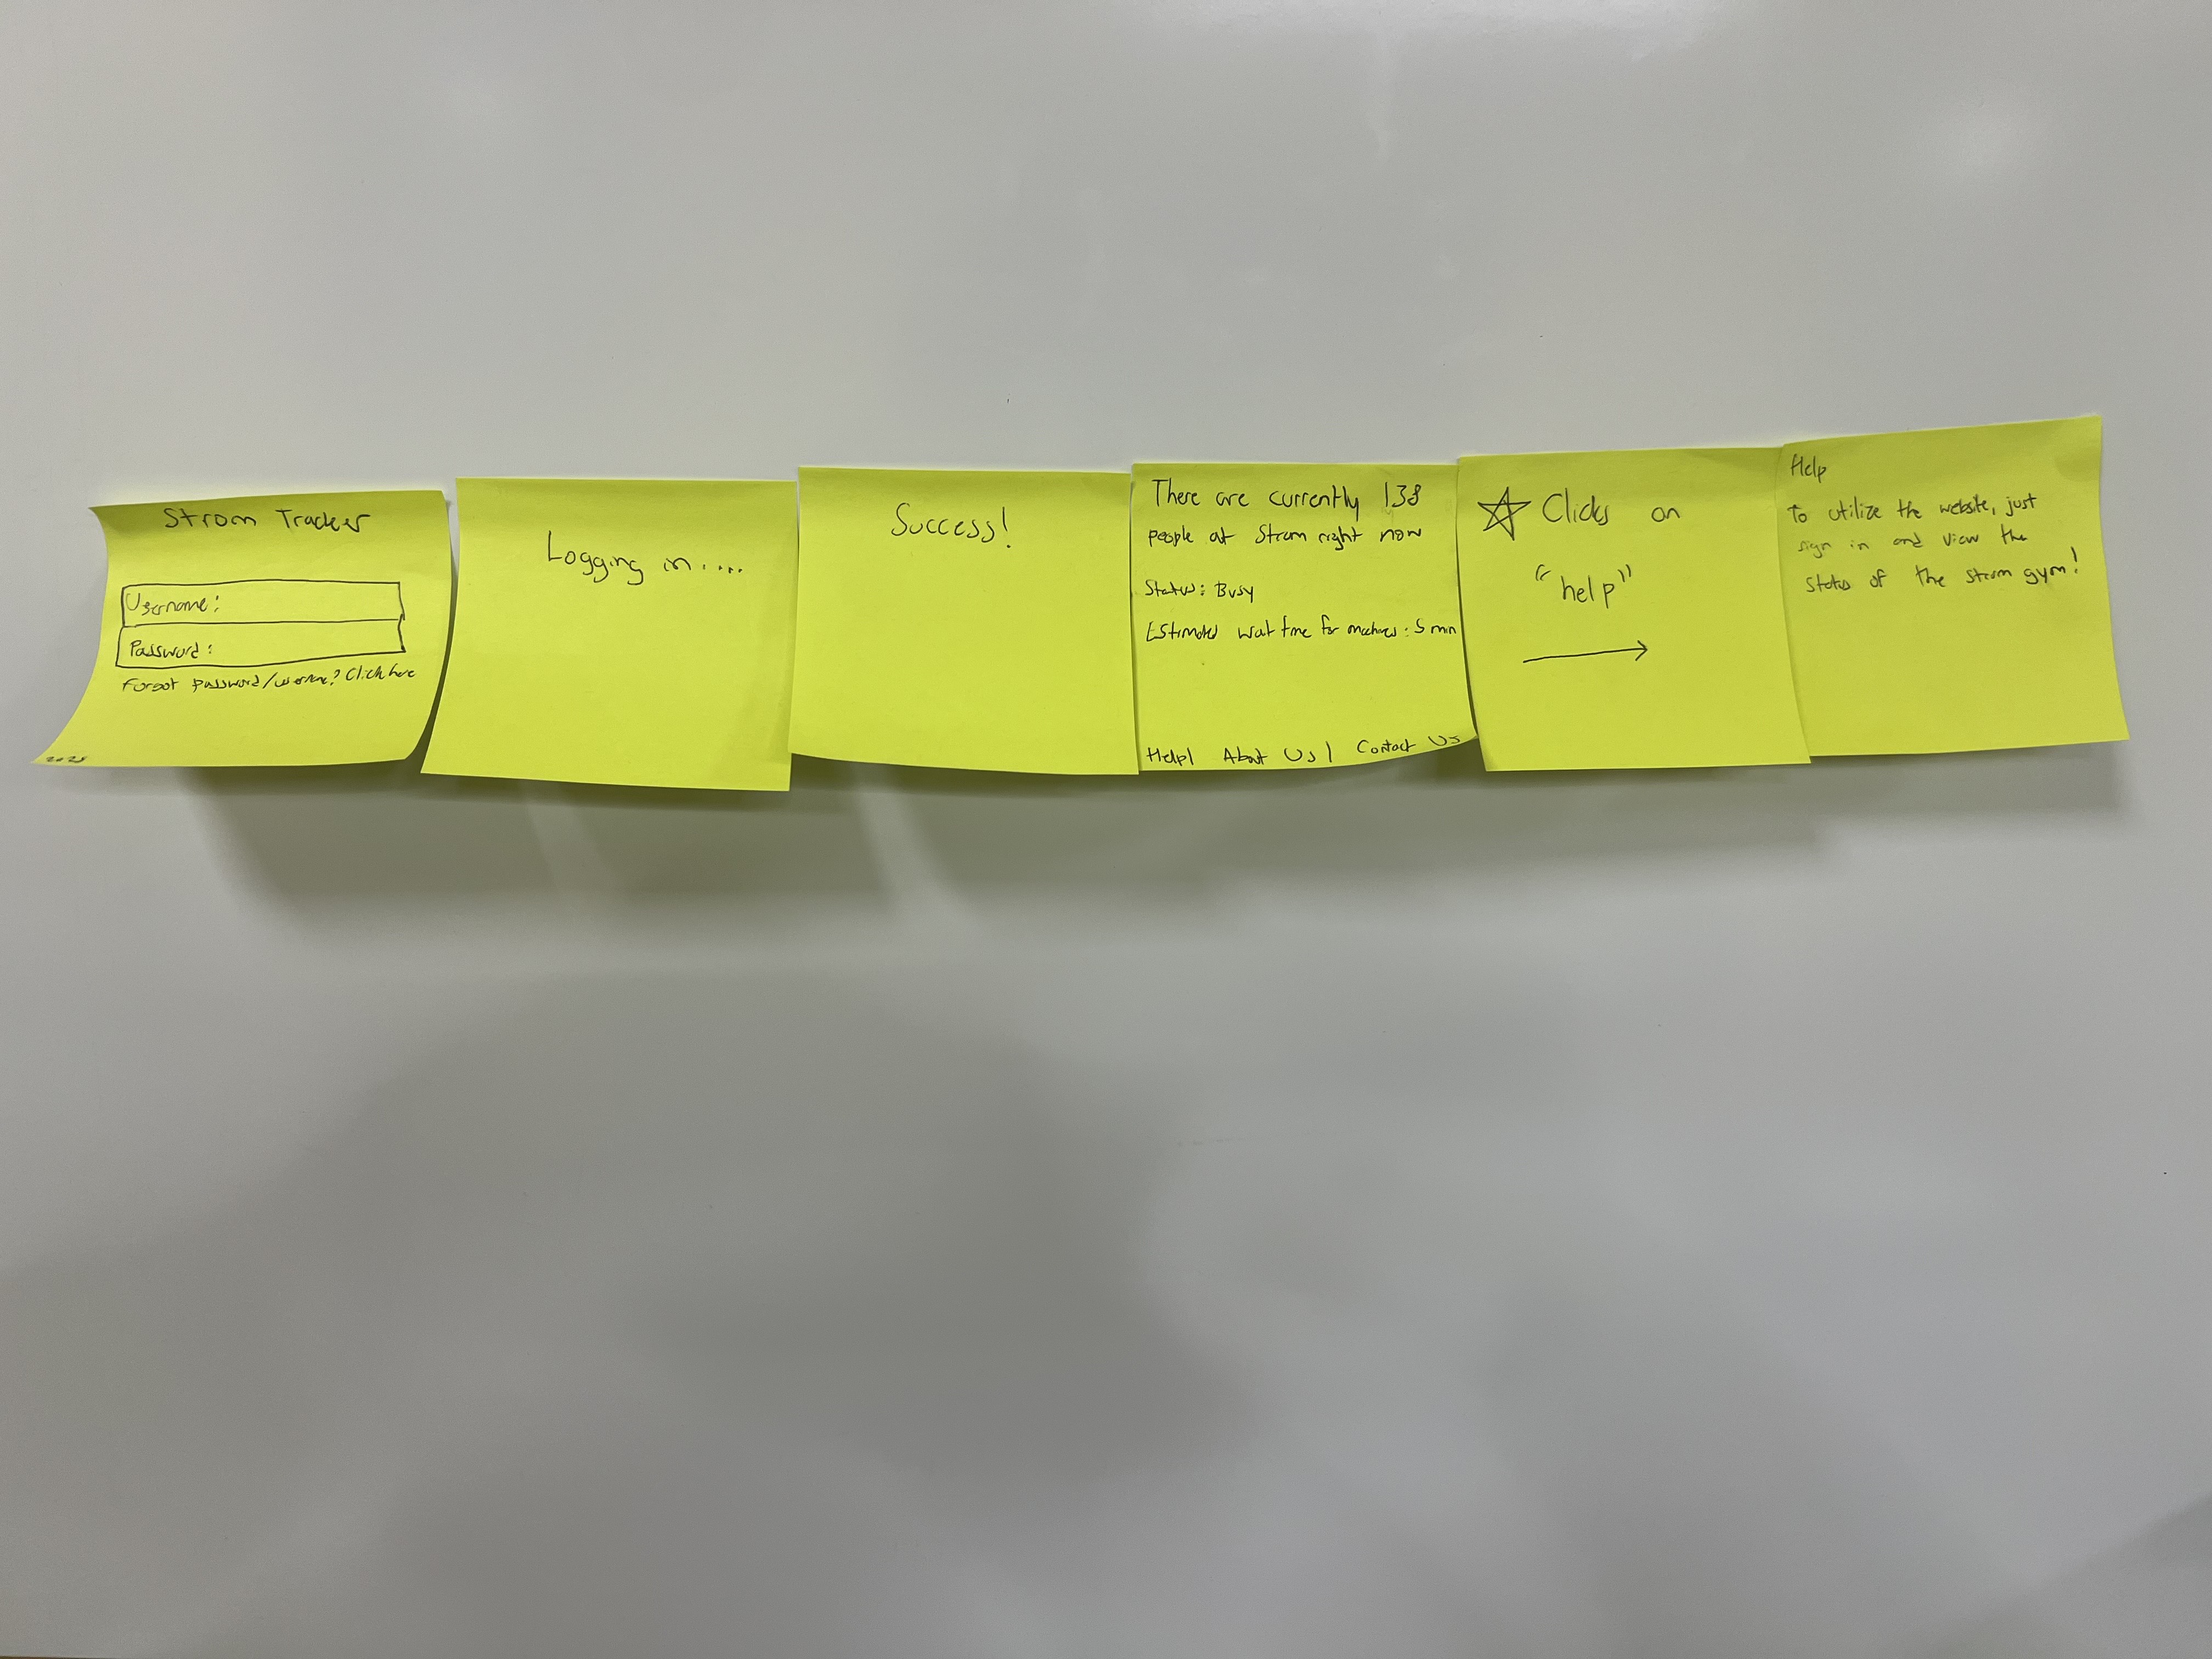 Strom Tracker
Username:
Password:
Forgot password/username? Click here
2025
Logging in....
Success!
There are currently 138
people at Strom right now
Status: Busy
Estimated wait time for machines: 5 min
Help| About Us| Contact Us
Clicks on
"help"
Help
To utilize the website, just
sign in and view the
status of the strom gym!